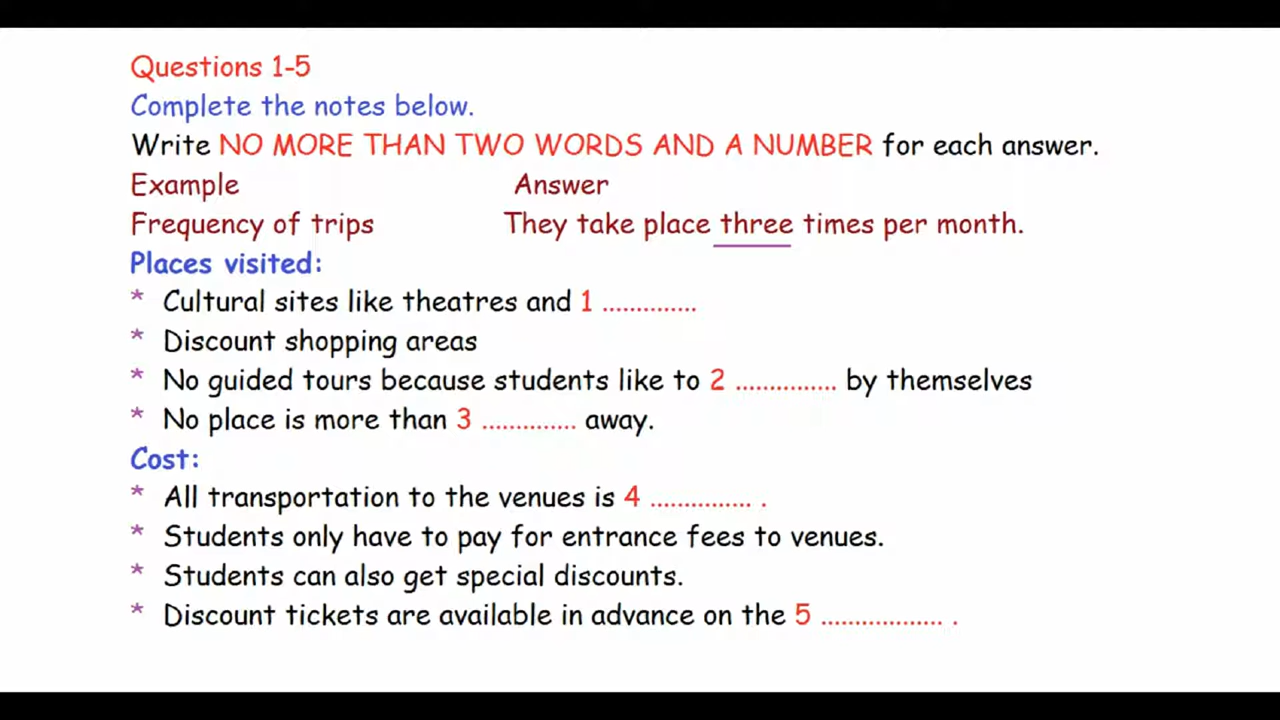 Questions 1-5
Complete the notes below.
Write NO MORE THAN TWO WORDS AND A NUMBER for each answer.
Example Answer
Frequency of trips They take place three times per month.
Places visited:
* Cultural sites like theatres and 1 ..............
* Discount shopping areas
* No guided tours because students like to 2 ............... by themselves
* No place is more than 3 .............. away.
Cost:
* All transportation to the venues is 4 ............... .
* Students only have to pay for entrance fees to venues.
* Students can also get special discounts.
* Discount tickets are available in advance on the 5 .................. .